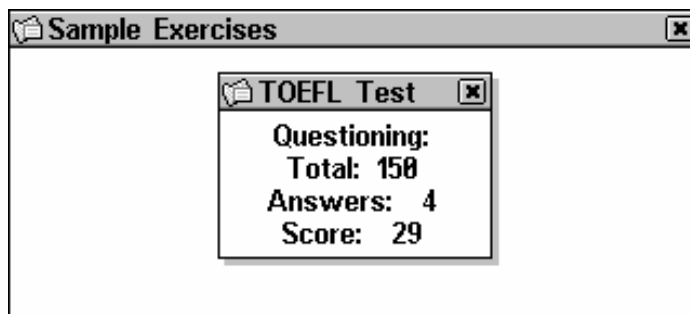 Sample Exercises
TOEFL Test
Questioning:
Total: 150
Answers: 4
Score: 29